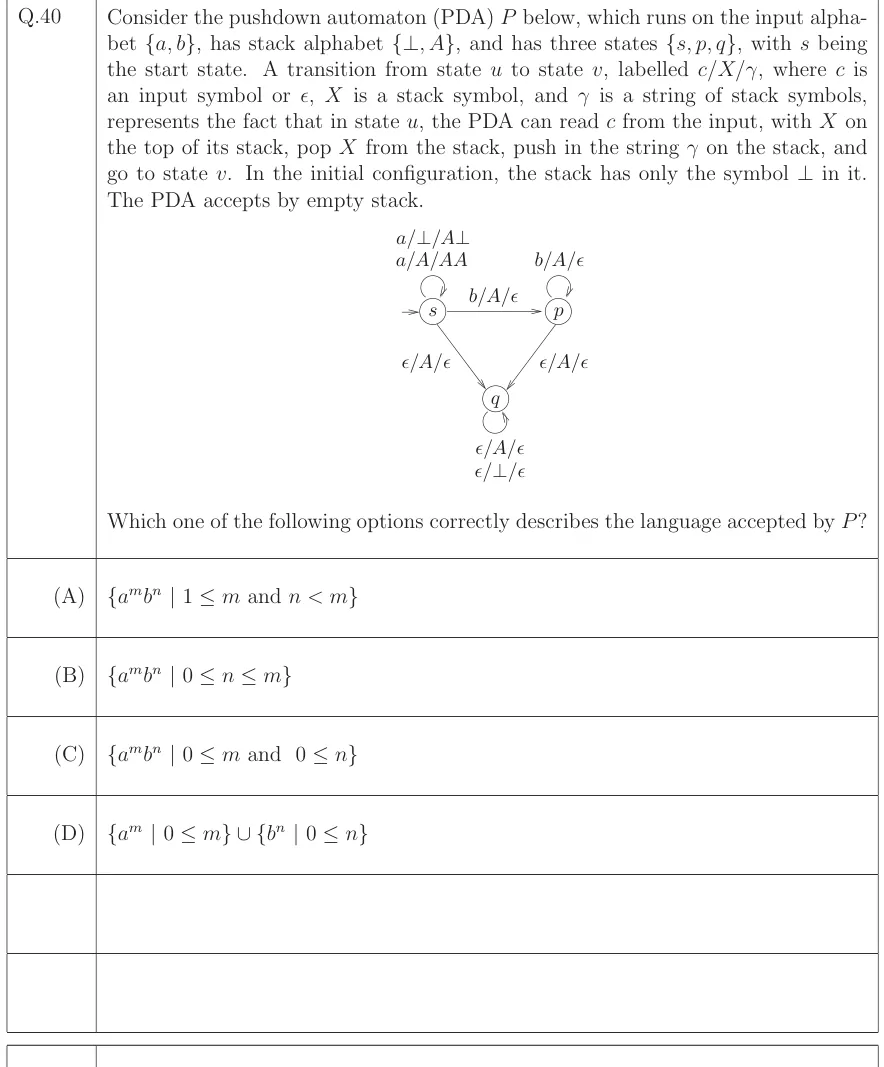 Q.40 Consider the pushdown automaton (PDA) P below, which runs on the input alpha-
bet {a, b}, has stack alphabet {⊥, A}, and has three states {s, p, q}, with s being
the start state. A transition from state u to state v, labelled c/X/γ, where c is
an input symbol or ϵ, X is a stack symbol, and γ is a string of stack symbols,
represents the fact that in state u, the PDA can read c from the input, with X on
the top of its stack, pop X from the stack, push in the string γ on the stack, and
go to state v. In the initial configuration, the stack has only the symbol ⊥ in it.
The PDA accepts by empty stack.
a/⊥/A⊥
a/A/AA b/A/ϵ
b/A/ϵ
s p
ϵ/A/ϵ ϵ/A/ϵ
q
ϵ/A/ϵ
ϵ/⊥/ϵ
Which one of the following options correctly describes the language accepted by P?
(A) {aᵐbⁿ | 1 ≤ m and n < m}
(B) {aᵐbⁿ | 0 ≤ n ≤ m}
(C) {aᵐbⁿ | 0 ≤ m and 0 ≤ n}
(D) {aᵐ | 0 ≤ m} ∪ {bⁿ | 0 ≤ n}